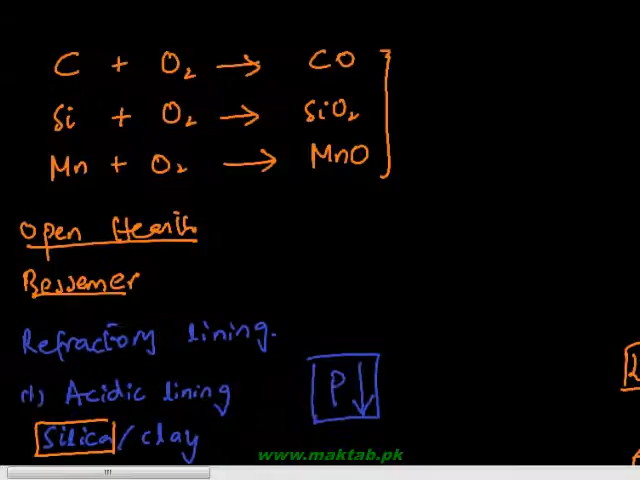 C + O₂ → CO
Si + O₂ → SiO₂
Mn + O₂ → MnO
Open Hearth
Bessemer
Refractory lining.
(1) Acidic lining
P↓
Silica/clay
www.maktab.pk